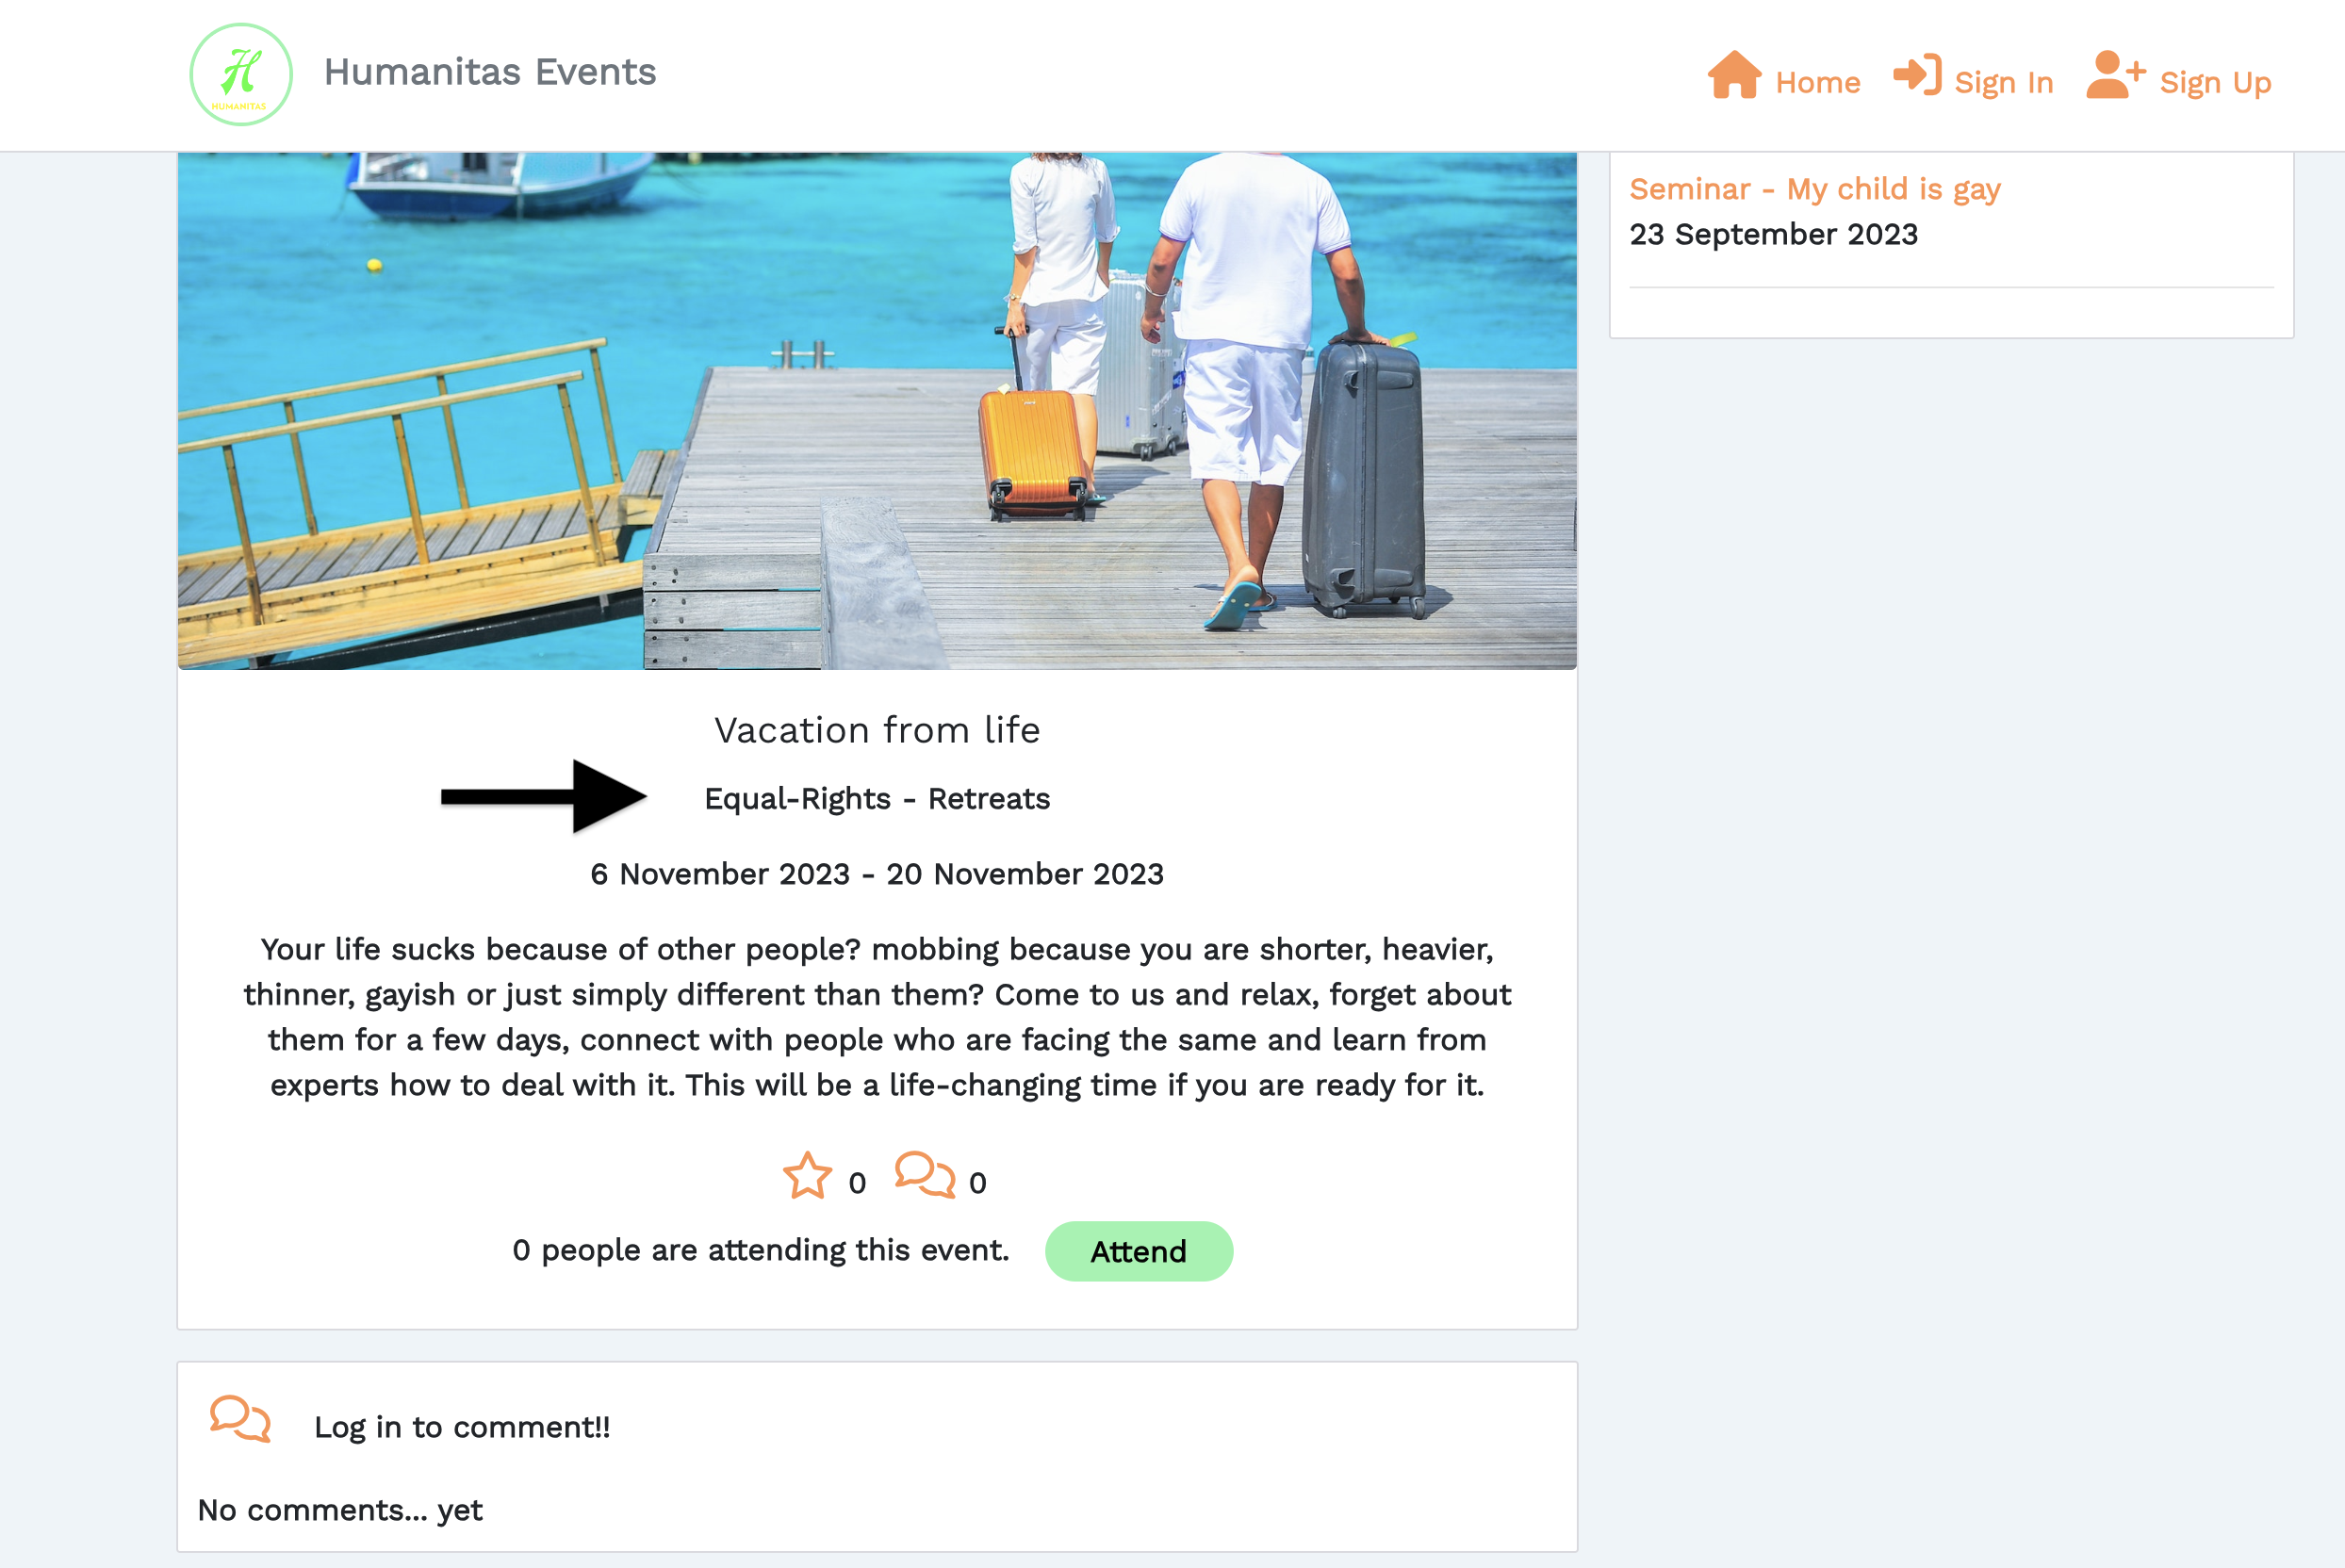 H
HUMANITAS
Humanitas Events
Home
Sign In
Sign Up
Seminar - My child is gay
23 September 2023
Vacation from life
Equal-Rights - Retreats
6 November 2023 - 20 November 2023
Your life sucks because of other people? mobbing because you are shorter, heavier,
thinner, gayish or just simply different than them? Come to us and relax, forget about
them for a few days, connect with people who are facing the same and learn from
experts how to deal with it. This will be a life-changing time if you are ready for it.
0
0
0 people are attending this event.
Attend
Log in to comment!!
No comments... yet